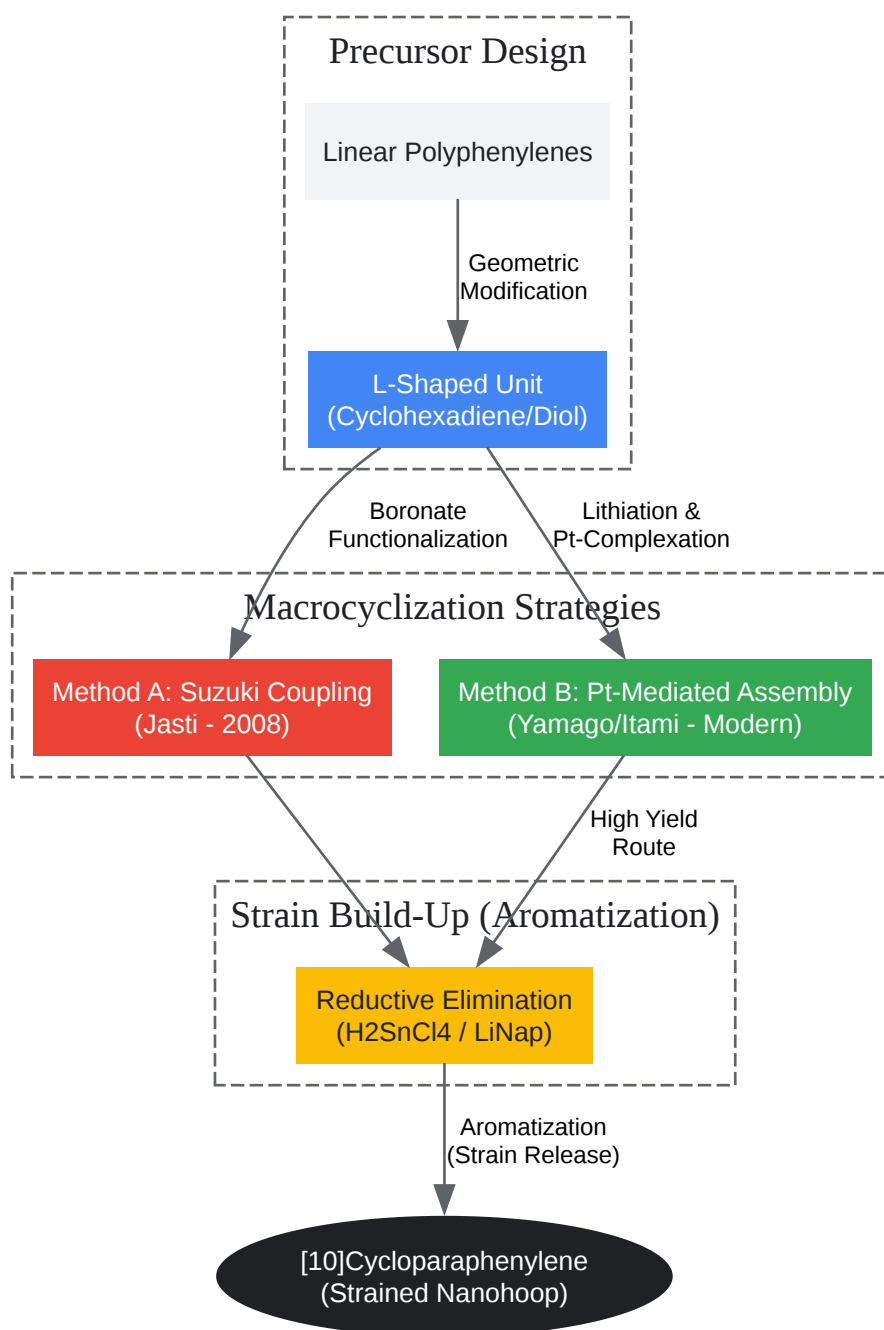 Precursor Design
Linear Polyphenylenes
Geometric
Modification
L-Shaped Unit
(Cyclohexadiene/Diol)
Boronate
Functionalization
Lithiation &
Pt-Complexation
Macrocyclization Strategies
Method A: Suzuki Coupling
(Jasti - 2008)
Method B: Pt-Mediated Assembly
(Yamago/Itami - Modern)
High Yield
Route
Strain Build-Up (Aromatization)
Reductive Elimination
(H2SnCl4 / LiNap)
Aromatization
(Strain Release)
[10]Cycloparaphenylene
(Strained Nanohoop)